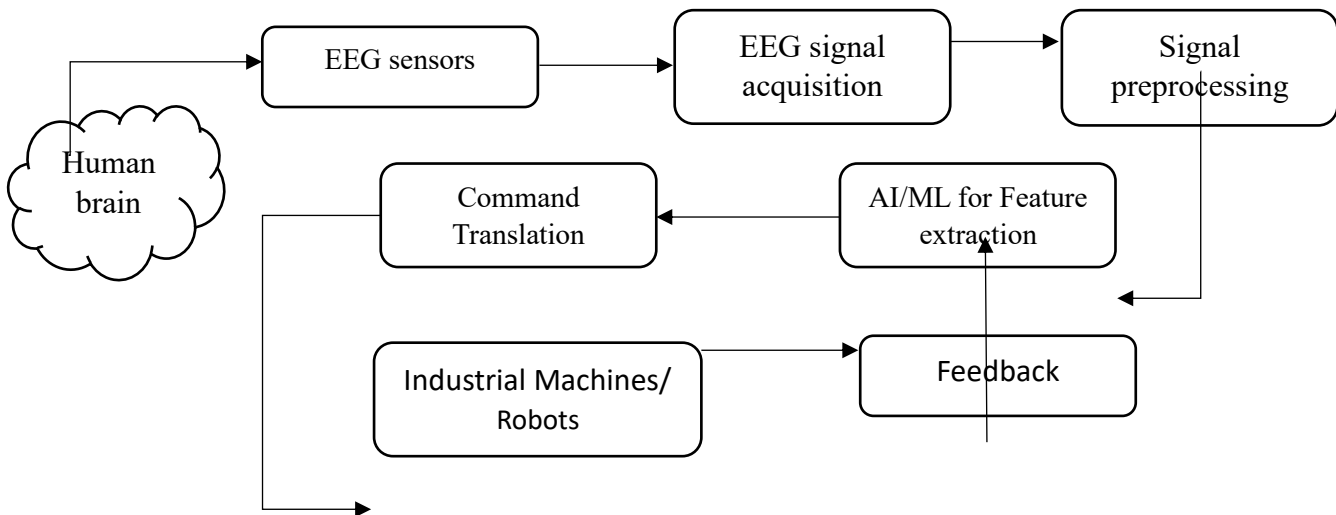 EEG sensors
EEG signal
acquisition
Signal
preprocessing
Human
brain
Command
Translation
AI/ML for Feature
extraction
Industrial Machines/
Robots
Feedback